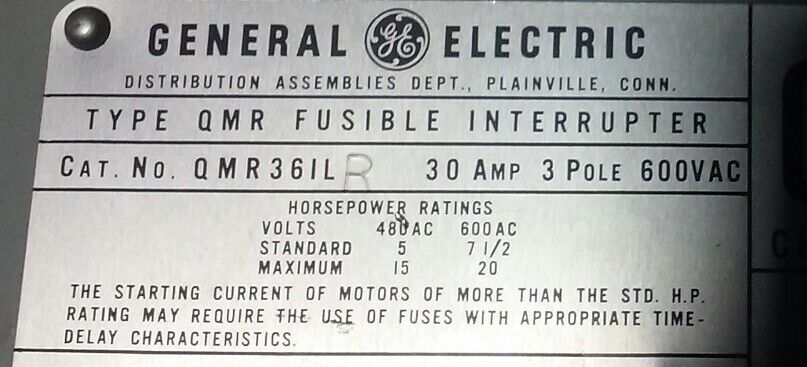 GENERAL GE ELECTRIC
DISTRIBUTION ASSEMBLIES DEPT., PLAINVILLE, CONN.
TYPE QMR FUSIBLE INTERRUPTER
CAT. NO. QMR361L R 30 AMP 3 POLE 600VAC
HORSEPOWER RATINGS
VOLTS 480AC 600AC
STANDARD 5 7 1/2
MAXIMUM 15 20
THE STARTING CURRENT OF MOTORS OF MORE THAN THE STD. H.P.
RATING MAY REQUIRE THE USE OF FUSES WITH APPROPRIATE TIME-
DELAY CHARACTERISTICS.
C.